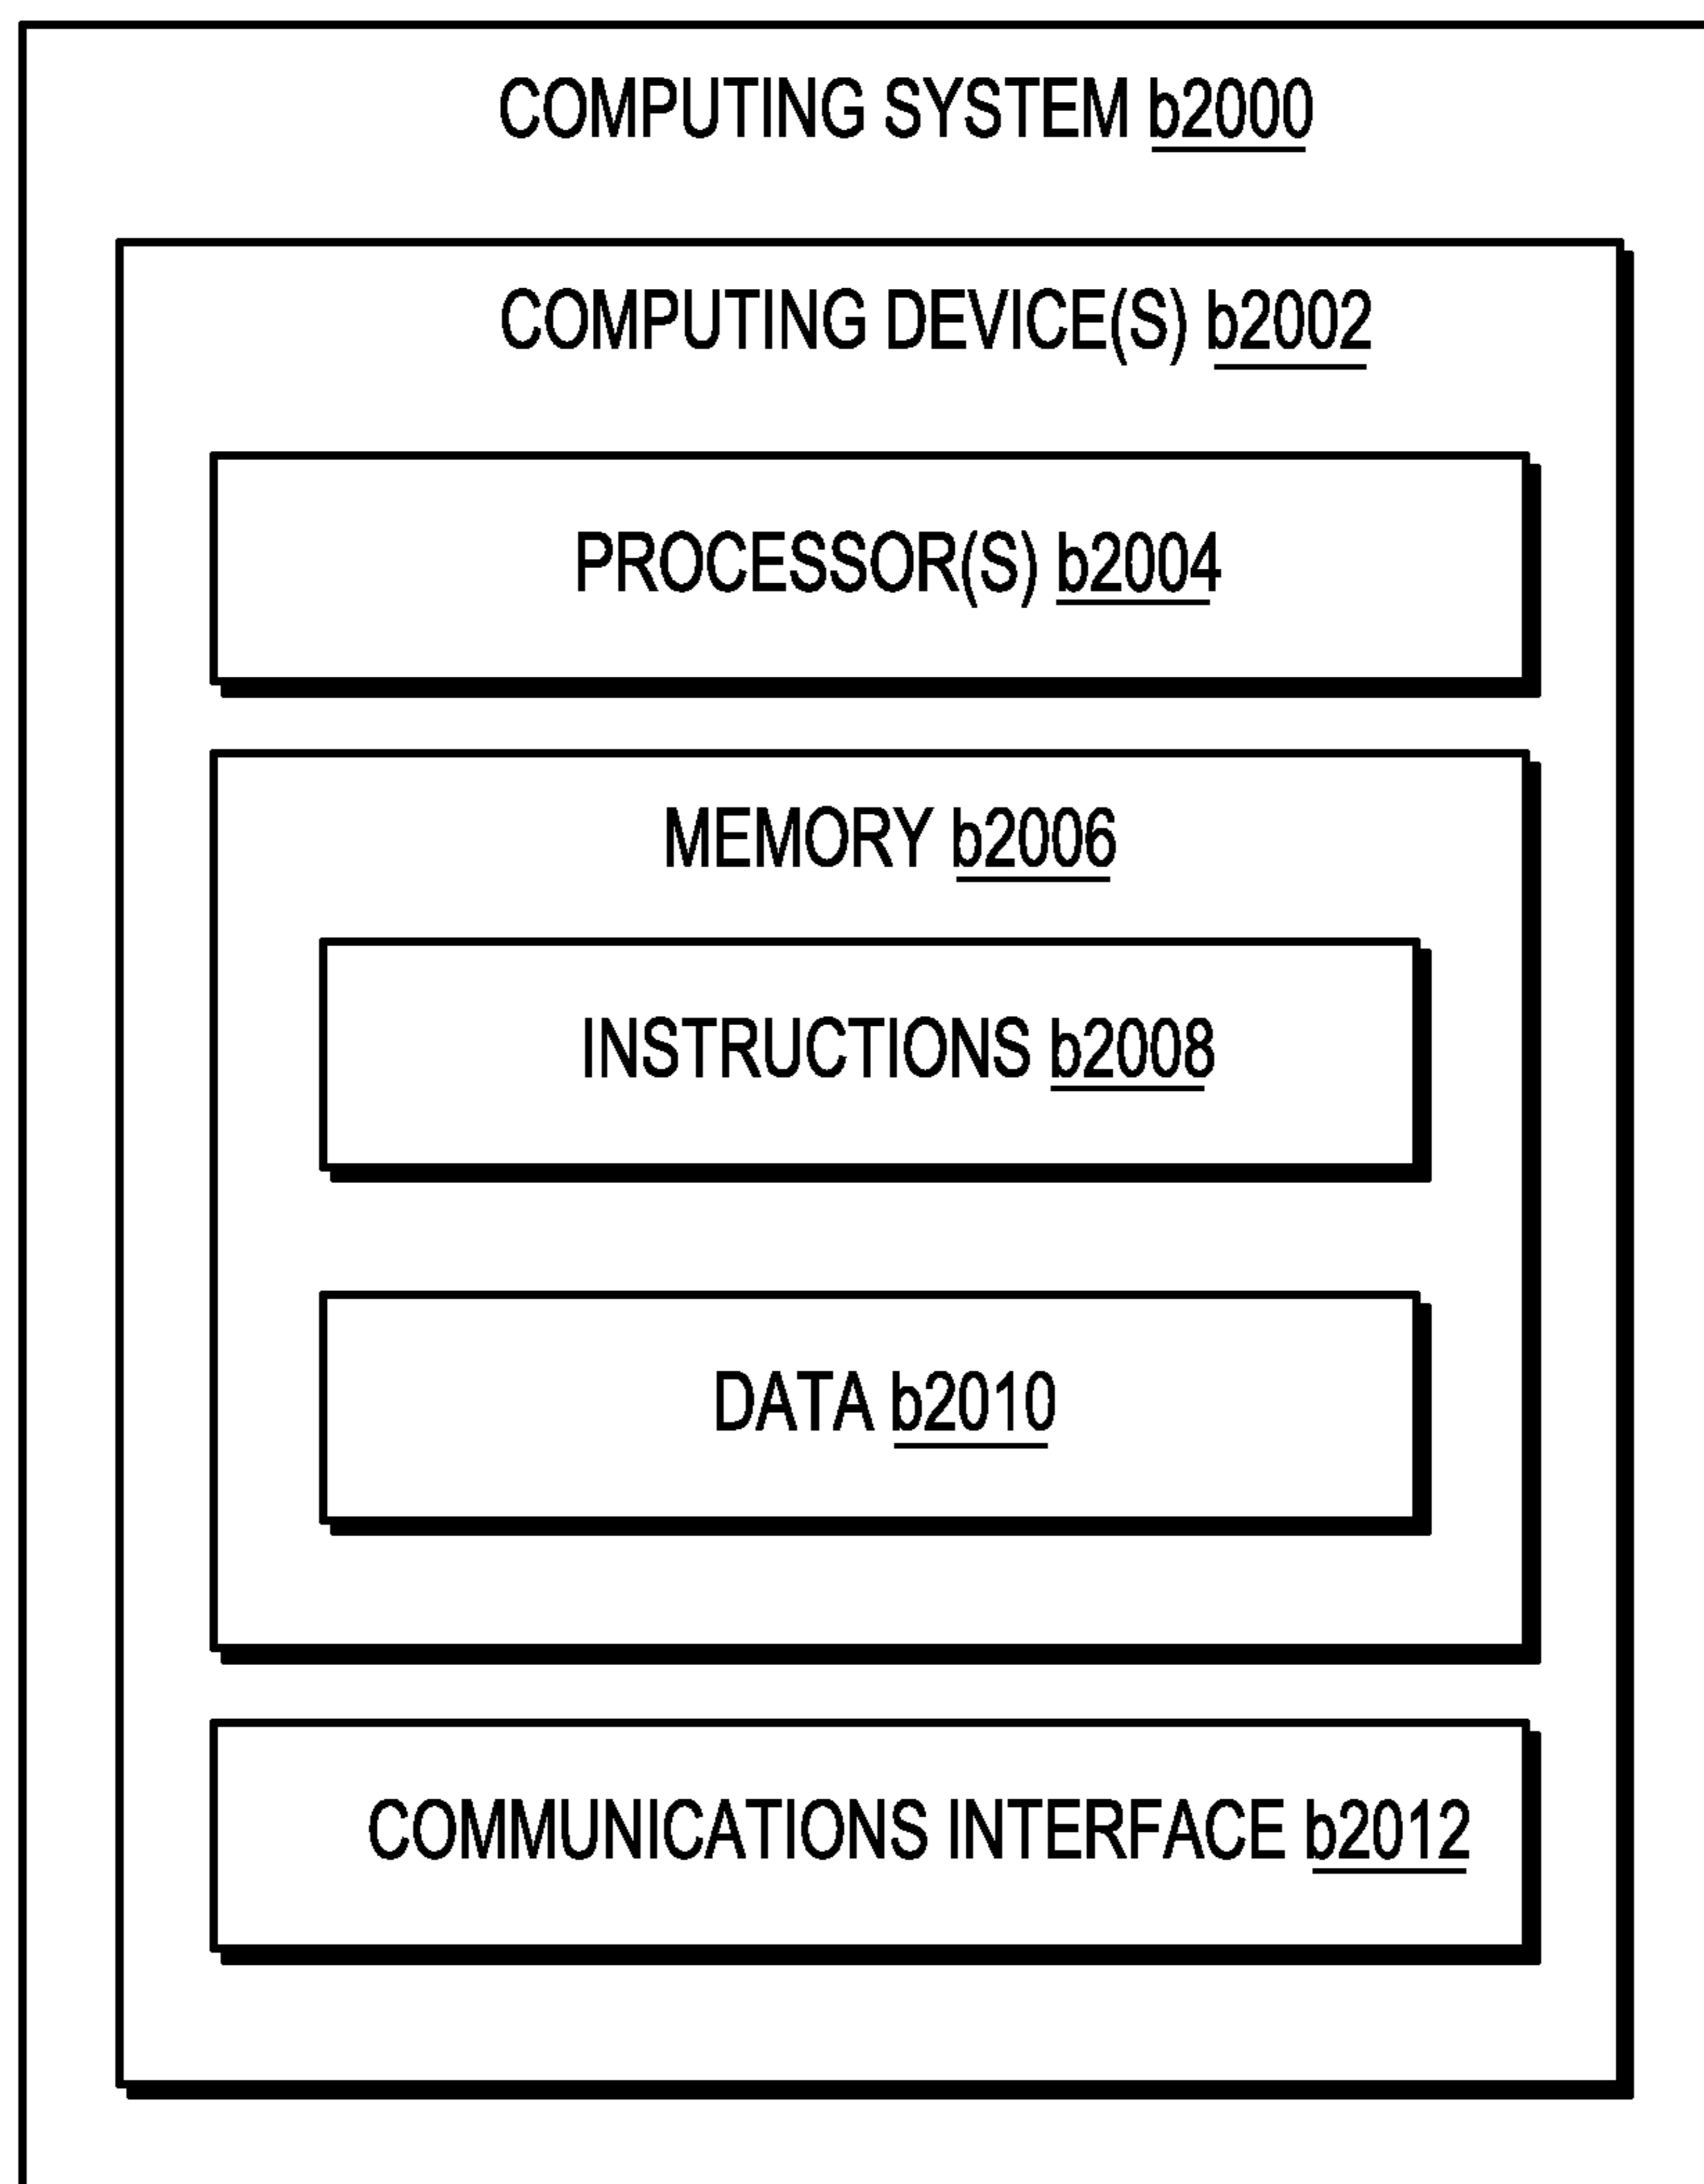 COMPUTING SYSTEM b2000
COMPUTING DEVICE(S) b2002
PROCESSOR(S) b2004
MEMORY b2006
INSTRUCTIONS b2008
DATA b2010
COMMUNICATIONS INTERFACE b2012